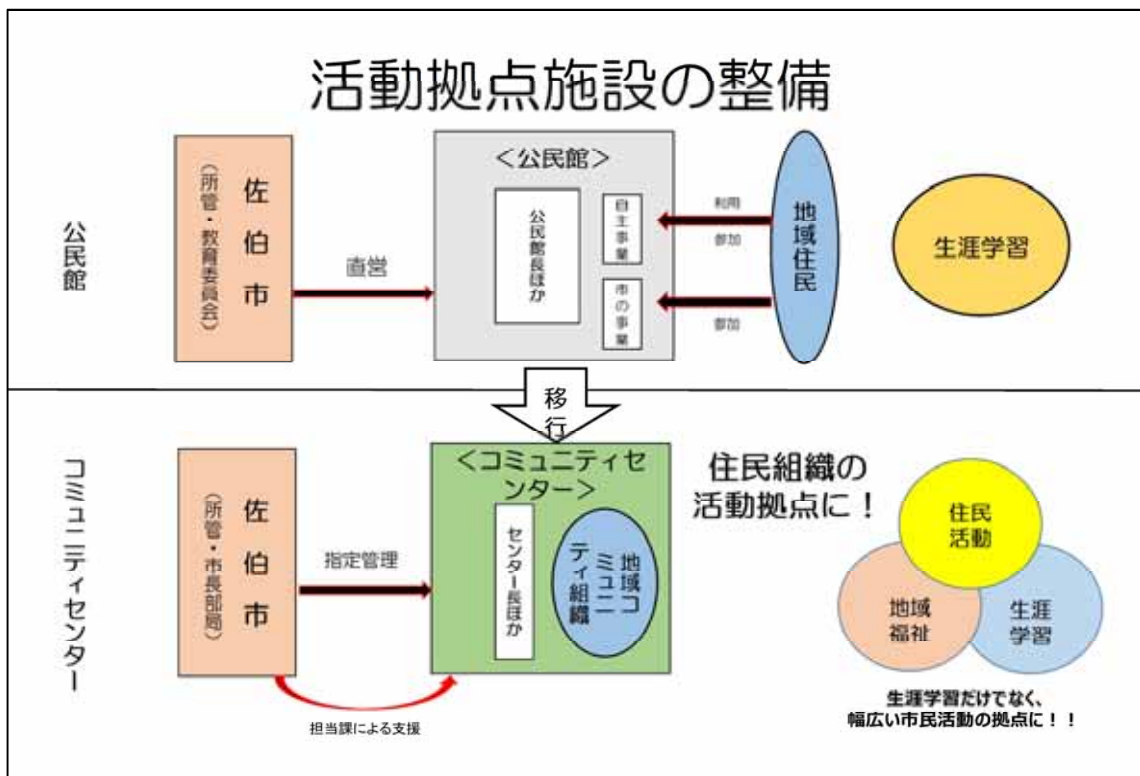 活動拠点施設の整備
公民館
佐伯市
（所管・教育委員会）
直営
＜公民館＞
公民館長ほか
自主事業
市の事業
利用
参加
参加
地域住民
生涯学習
移
行
コミュニティセンター
佐伯市
（所管・市長部局）
指定管理
担当課による支援
＜コミュニティセ
ンター＞
センター長ほか
地域コ
ミュニ
ティ組織
住民組織の
活動拠点に！
住民
活動
地域
福祉
生涯
学習
生涯学習だけでなく、
幅広い市民活動の拠点に！！